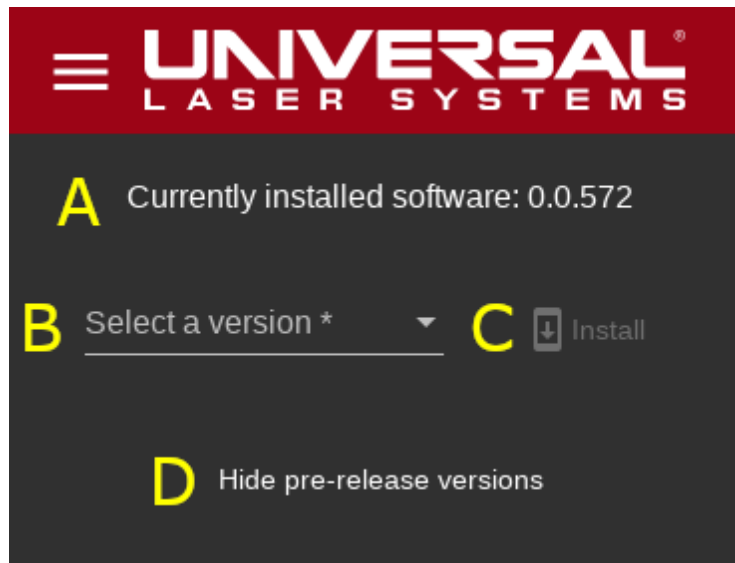 UNIVERSAL®
LASER SYSTEMS
A Currently installed software: 0.0.572
B Select a version * C Install
D Hide pre-release versions